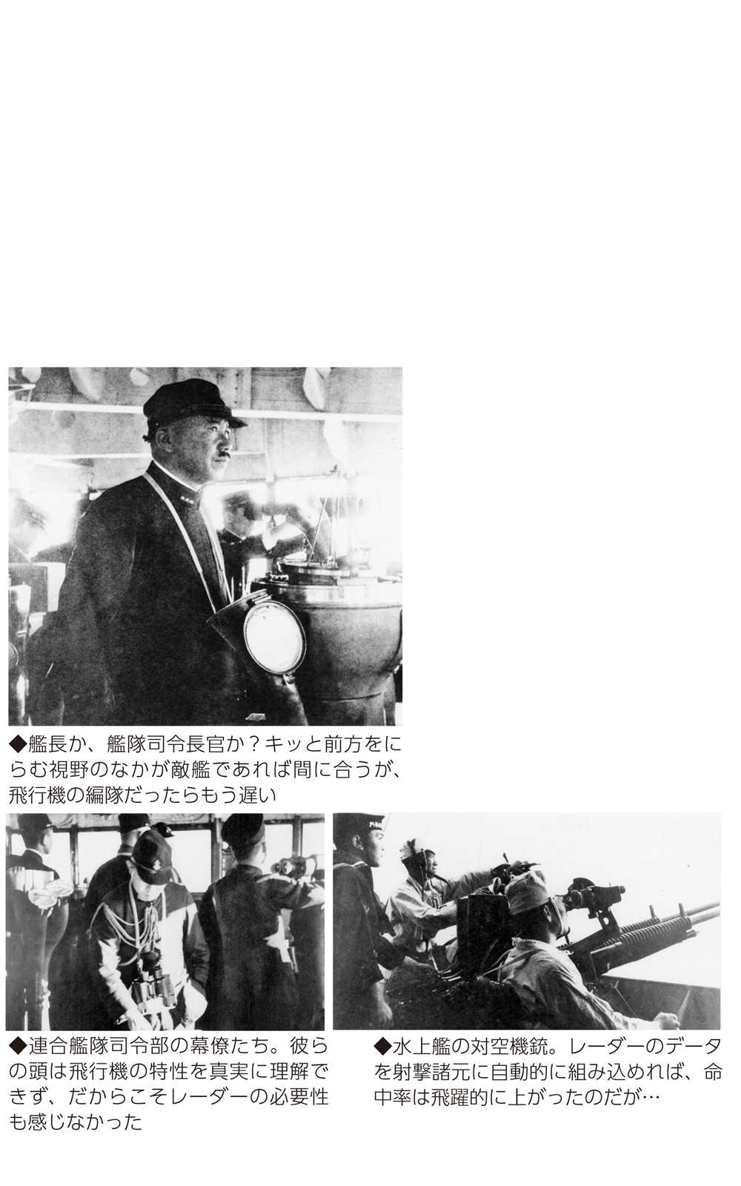 ◆艦長か、艦隊司令長官か？キッと前方をに
らむ視野のなかが敵艦であれば間に合うが、
飛行機の編隊だったらもう遅い
◆連合艦隊司令部の幕僚たち。彼ら
の頭は飛行機の特性を真実に理解で
きず、だからこそレーダーの必要性
も感じなかった
◆水上艦の対空機銃。レーダーのデータ
を射撃諸元に自動的に組み込めれば、命
中率は飛躍的に上がったのだが…